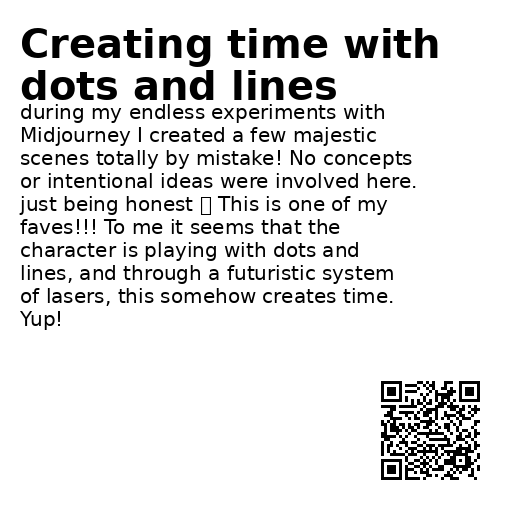 Creating time with
dots and lines
during my endless experiments with
Midjourney I created a few majestic
scenes totally by mistake! No concepts
or intentional ideas were involved here.
just being honest ▯ This is one of my
faves!!! To me it seems that the
character is playing with dots and
lines, and through a futuristic system
of lasers, this somehow creates time.
Yup!